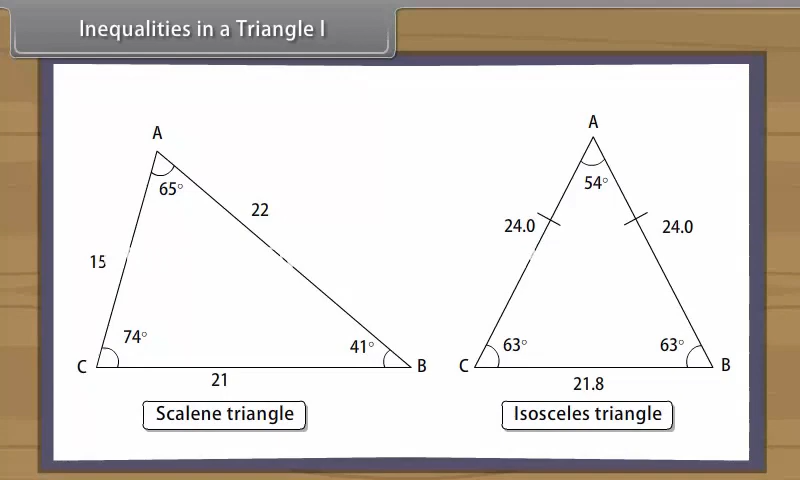 Inequalities in a Triangle I
A
65°
22
15
74°
41°
C
B
21
Scalene triangle
A
54°
24.0
24.0
63°
63°
C
B
21.8
Isosceles triangle